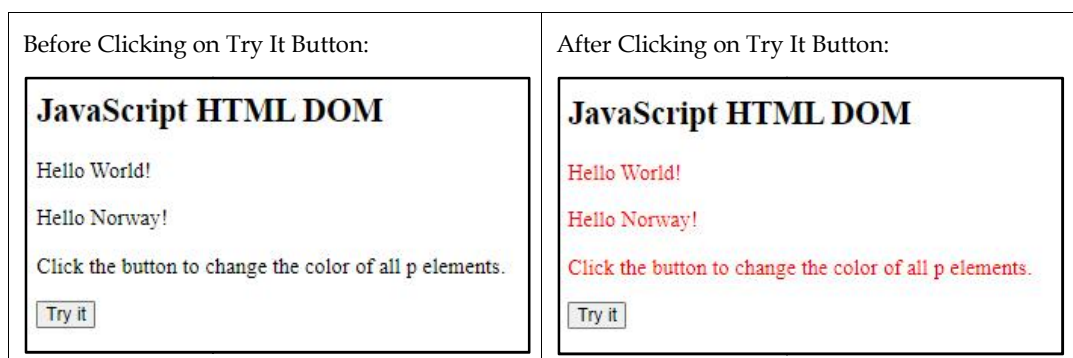 Before Clicking on Try It Button:
JavaScript HTML DOM
Hello World!
Hello Norway!
Click the button to change the color of all p elements.
Try it
After Clicking on Try It Button:
JavaScript HTML DOM
Hello World!
Hello Norway!
Click the button to change the color of all p elements.
Try it